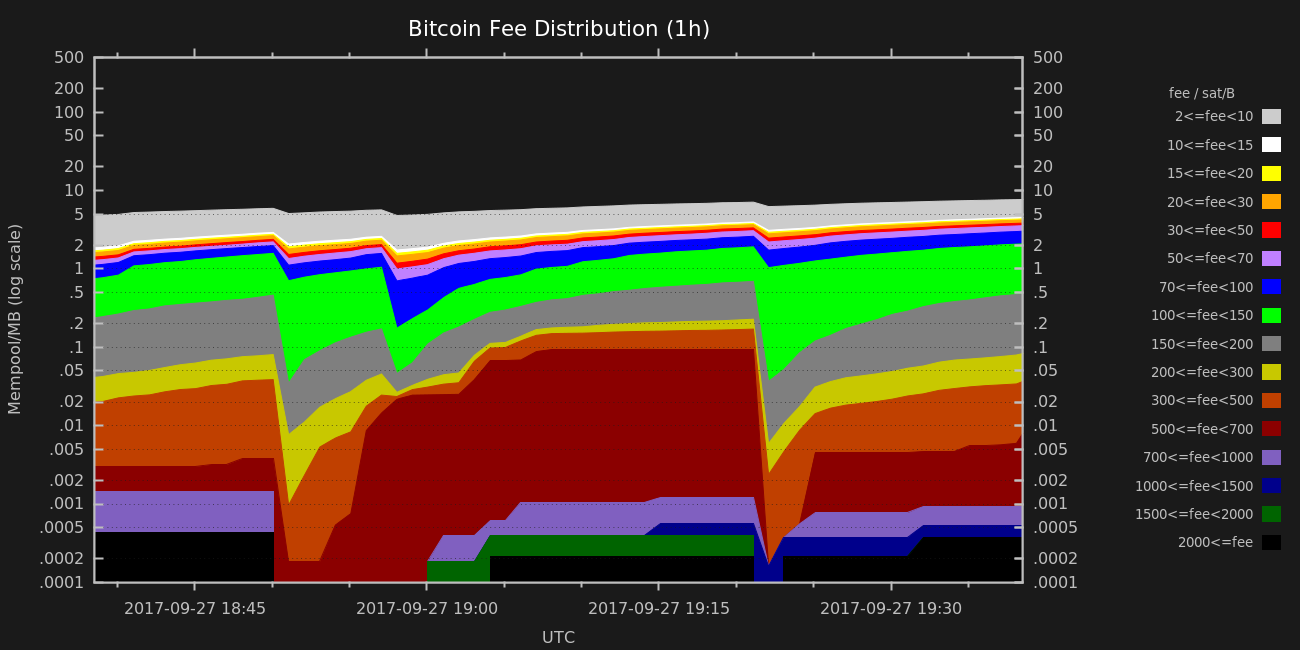 Bitcoin Fee Distribution (1h)
500 500
200 200
100 100
50 50
20 20
10 10
5 5
2 2
1 1
.5 .5
.2 .2
.1 .1
.05 .05
.02 .02
.01 .01
.005 .005
.002 .002
.001 .001
.0005 .0005
.0002 .0002
.0001 .0001
Mempool/MB (log scale)
2017-09-27 18:45 2017-09-27 19:00 2017-09-27 19:15 2017-09-27 19:30
UTC
fee / sat/B
2<=fee<10
10<=fee<15
15<=fee<20
20<=fee<30
30<=fee<50
50<=fee<70
70<=fee<100
100<=fee<150
150<=fee<200
200<=fee<300
300<=fee<500
500<=fee<700
700<=fee<1000
1000<=fee<1500
1500<=fee<2000
2000<=fee